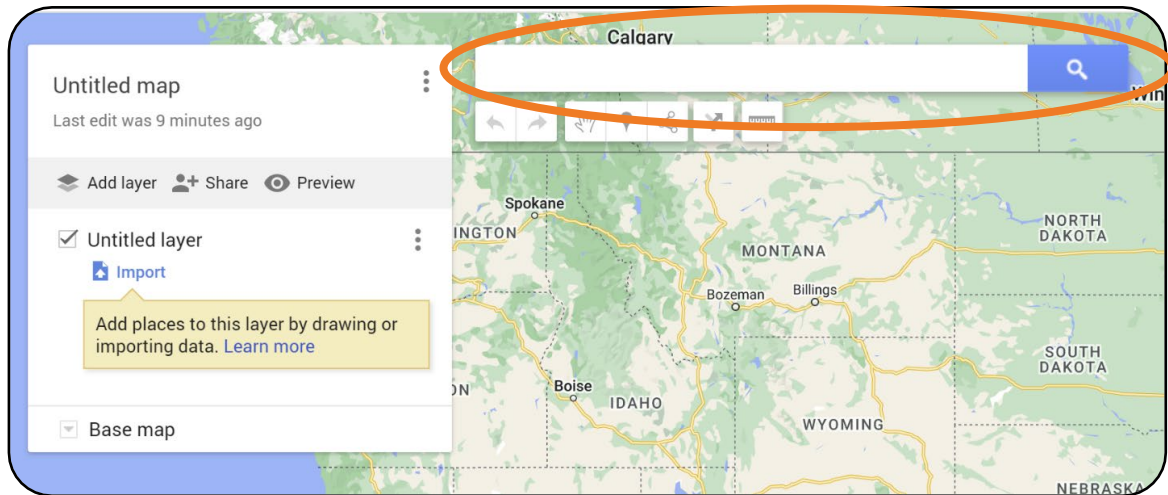 Untitled map
Last edit was 9 minutes ago
Add layer Share Preview
Untitled layer
Import
Add places to this layer by drawing or
importing data. Learn more
Base map
Calgary
Win
Spokane
INGTON
MONTANA
NORTH
DAKOTA
Bozeman
Billings
SOUTH
DAKOTA
ON
Boise
IDAHO
WYOMING
NEBRASKA